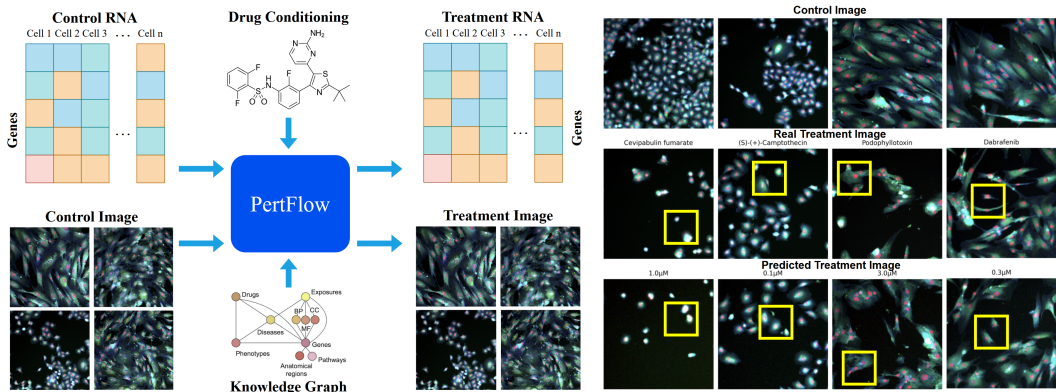 Control RNA
Cell 1 Cell 2 Cell 3 ... Cell n
Genes
...
Control Image
Drug Conditioning
NH2
N
N
F
F
H
N
S
O O
F
S
N
PertFlow
Drugs
Exposures
BP
CC
MF
Diseases
Genes
Phenotypes
Pathways
Anatomical
regions
Knowledge Graph
Treatment RNA
Cell 1 Cell 2 Cell 3 ... Cell n
Genes
...
Treatment Image
Control Image
Real Treatment Image
Cevipabulin fumarate
(S)-(+)-Camptothecin
Podophyllotoxin
Dabrafenib
Predicted Treatment Image
1.0μM
0.1μM
3.0μM
0.3μM